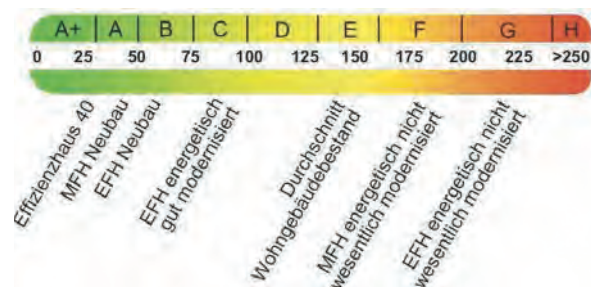 A+ A B C D E F G H
0 25 50 75 100 125 150 175 200 225 >250
Effizienzhaus 40
MFH Neubau
EFH Neubau
EFH energetisch
gut modernisiert
Durchschnitt
Wohngebäudebestand
MFH energetisch nicht
wesentlich modernisiert
EFH energetisch nicht
wesentlich modernisiert